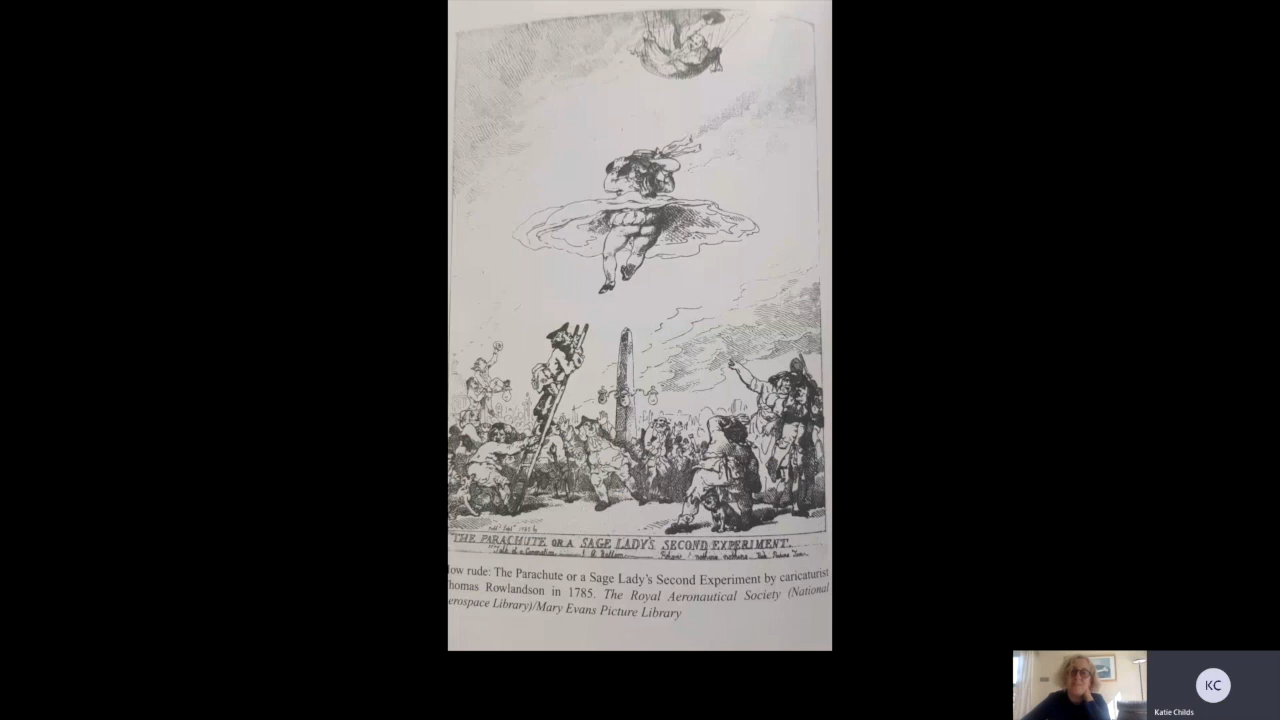 THE PARACHUTE OR A SAGE LADY'S SECOND EXPERIMENT.
ow rude: The Parachute or a Sage Lady's Second Experiment by caricaturist
homas Rowlandson in 1785. The Royal Aeronautical Society (National
erospace Library)/Mary Evans Picture Library
KC
Katie Childs